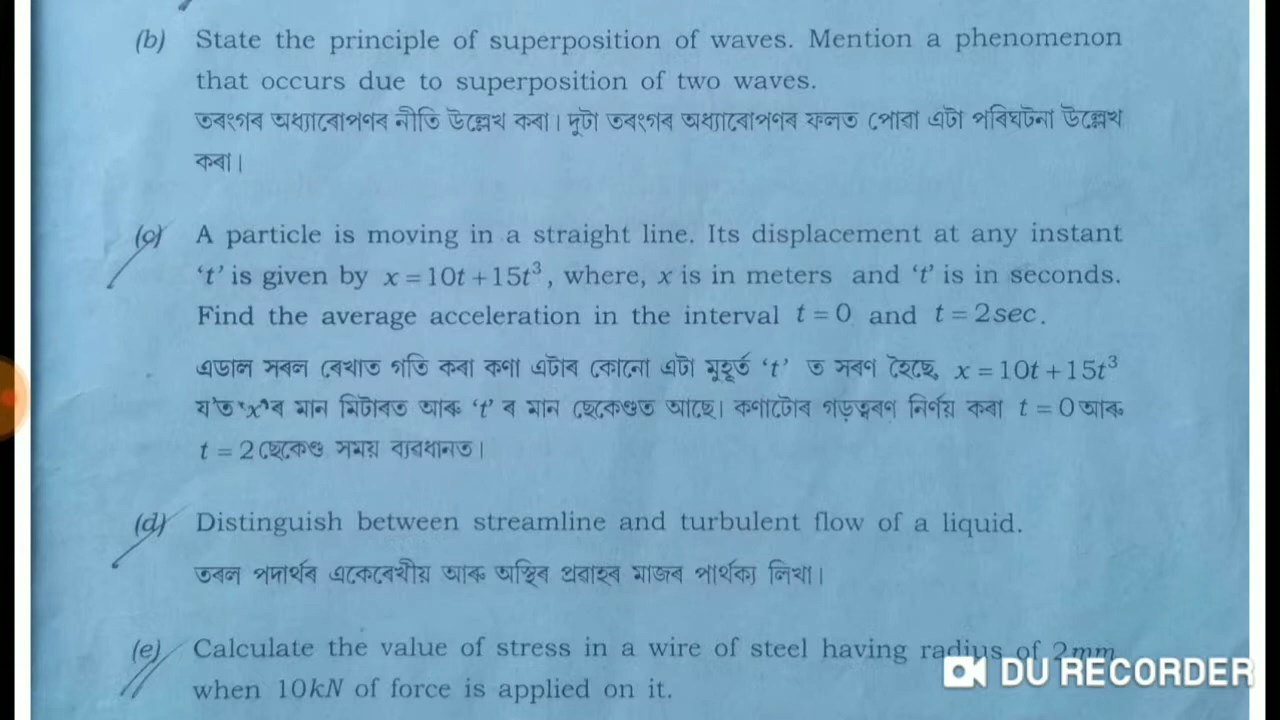 (b) State the principle of superposition of waves. Mention a phenomenon
that occurs due to superposition of two waves.
তৰংগৰ অধ্যাৰোপণৰ নীতি উল্লেখ কৰা। দুটা তৰংগৰ অধ্যাৰোপণৰ ফলত পোৱা এটা পৰিঘটনা উল্লেখ
কৰা।
(c) A particle is moving in a straight line. Its displacement at any instant
‘t’ is given by x = 10t + 15t³, where, x is in meters and ‘t’ is in seconds.
Find the average acceleration in the interval t = 0 and t = 2sec.
এডাল সৰল ৰেখাত গতি কৰা কণা এটাৰ কোনো এটা মুহূৰ্ত ‘t’ ত সৰণ হৈছে, x = 10t + 15t³
য'ত ‘x’ৰ মান মিটাৰত আৰু ‘t’ ৰ মান ছেকেণ্ডত আছে। কণাটোৰ গড়ত্বৰণ নিৰ্ণয় কৰা t = 0 আৰু
t = 2 ছেকেণ্ড সময় ব্যৱধানত।
(d) Distinguish between streamline and turbulent flow of a liquid.
তৰল পদাৰ্থৰ একেৰেখীয় আৰু অস্থিৰ প্ৰৱাহৰ মাজৰ পাৰ্থক্য লিখা।
(e) Calculate the value of stress in a wire of steel having radius of 2mm
when 10kN of force is applied on it.
DU RECORDER